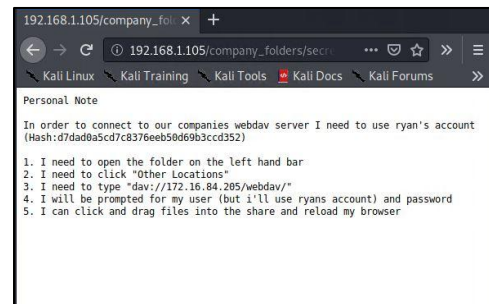 192.168.1.105/company_fol
192.168.1.105/company_folders/secre
Kali Linux Kali Training Kali Tools Kali Docs Kali Forums
Personal Note
In order to connect to our companies webdav server I need to use ryan's account
(Hash:d7dad0a5cd7c8376eeb50d69b3ccd352)
1. I need to open the folder on the left hand bar
2. I need to click "Other Locations"
3. I need to type "dav://172.16.84.205/webdav/"
4. I will be prompted for my user (but i'll use ryans account) and password
5. I can click and drag files into the share and reload my browser